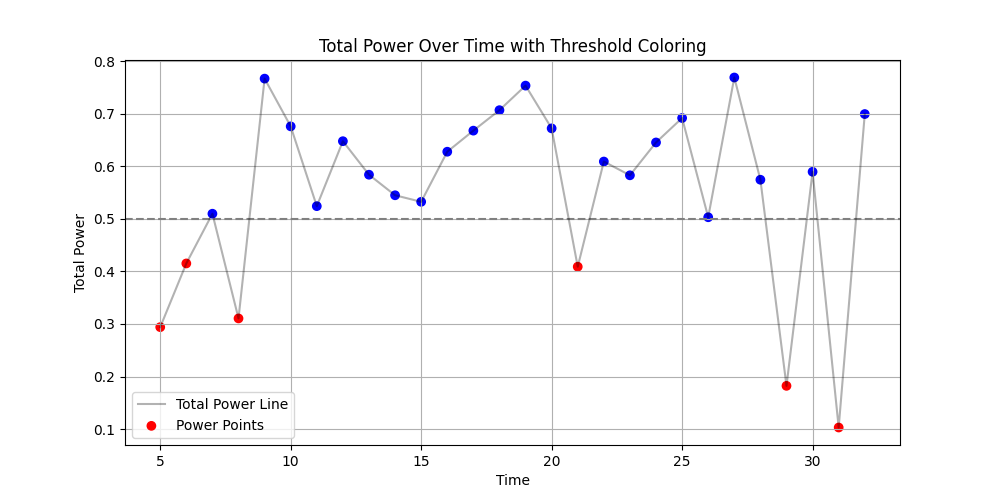 Total Power Over Time with Threshold Coloring
Total Power
0.8
0.7
0.6
0.5
0.4
0.3
0.2
0.1
Total Power Line
Power Points
5 10 15 20 25 30
Time